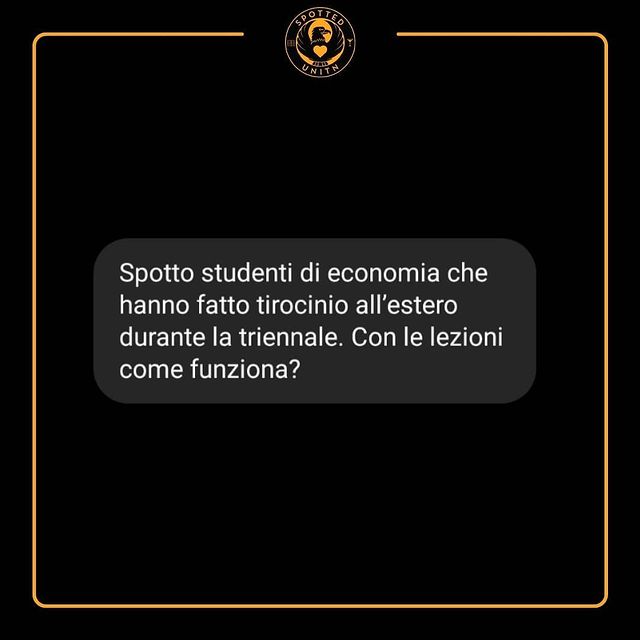 SPOTTED
UNITN
Spotto studenti di economia che
hanno fatto tirocinio all’estero
durante la triennale. Con le lezioni
come funziona?